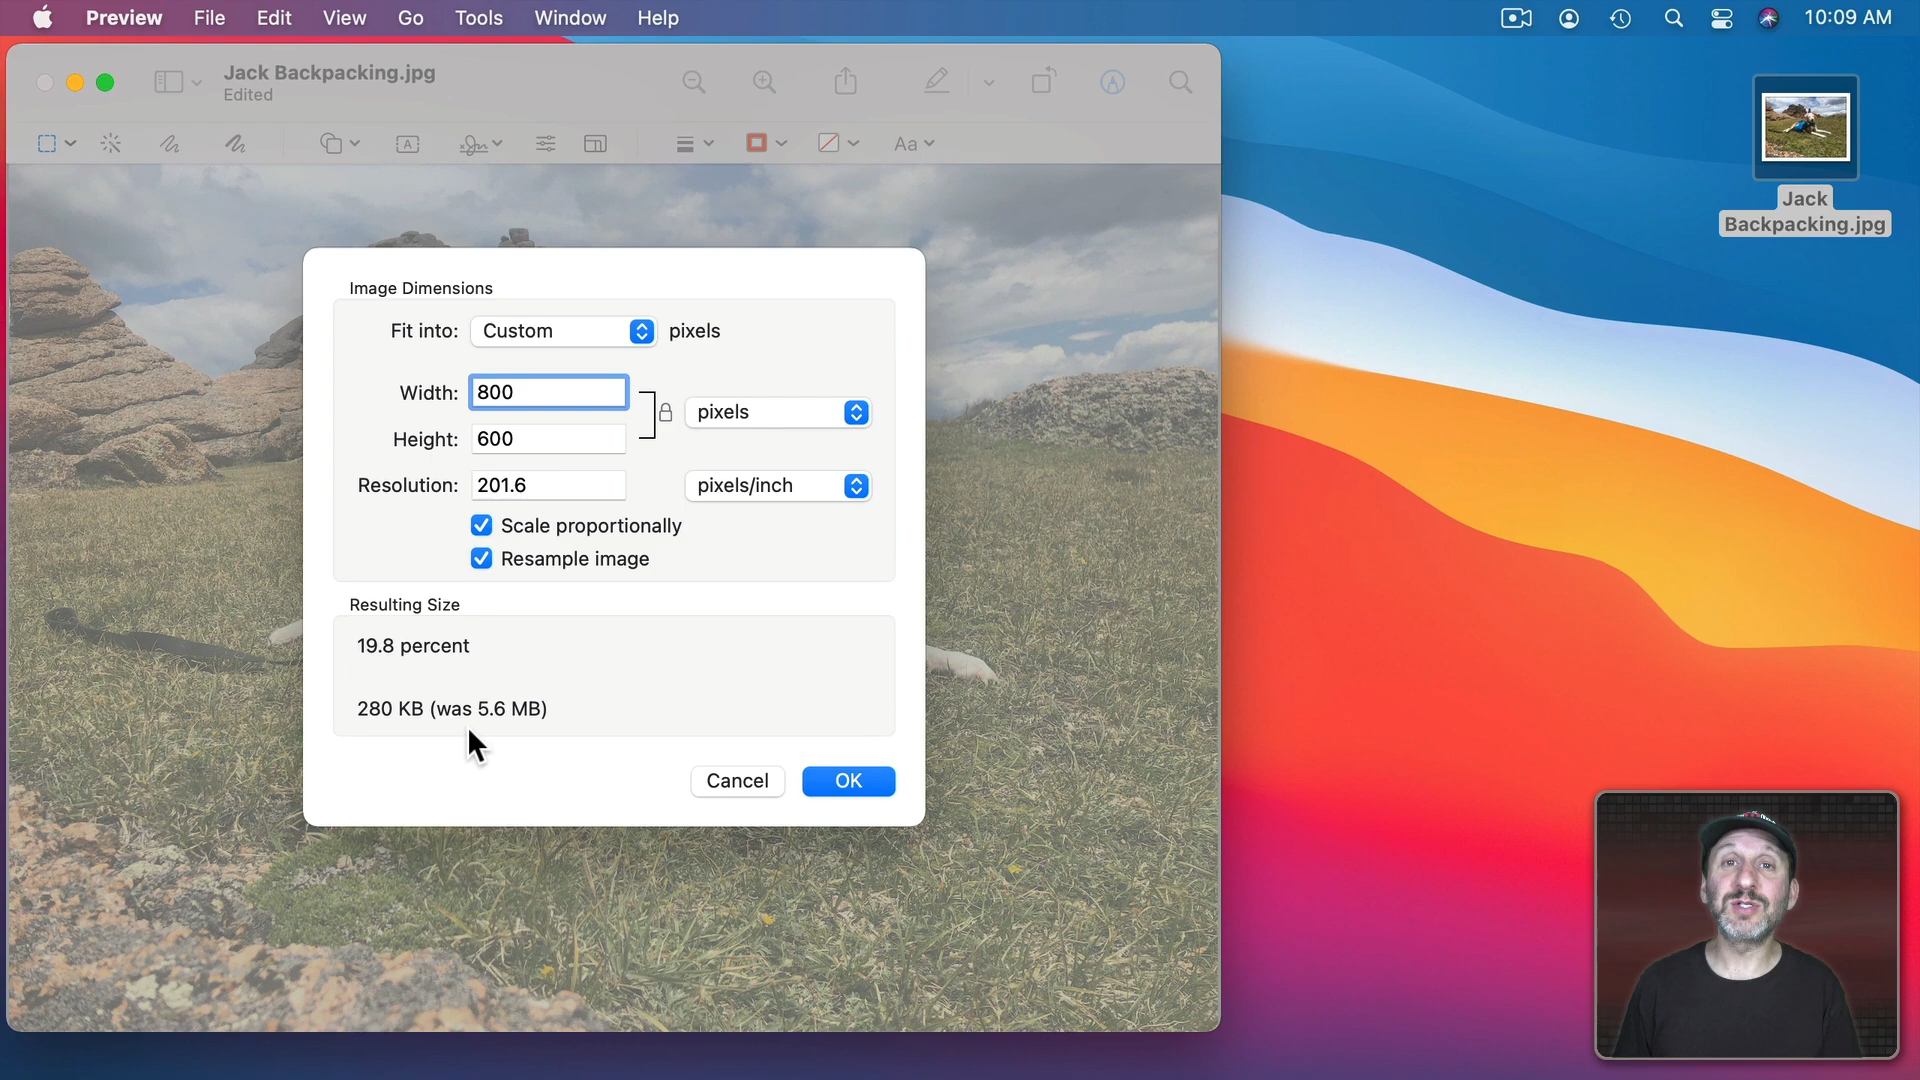 Preview File Edit View Go Tools Window Help 10:09 AM
Jack Backpacking.jpg
Edited
A Aa
Jack
Backpacking.jpg
Image Dimensions
Fit into: Custom pixels
Width: 800
pixels
Height: 600
Resolution: 201.6 pixels/inch
Scale proportionally
Resample image
Resulting Size
19.8 percent
280 KB (was 5.6 MB)
Cancel OK